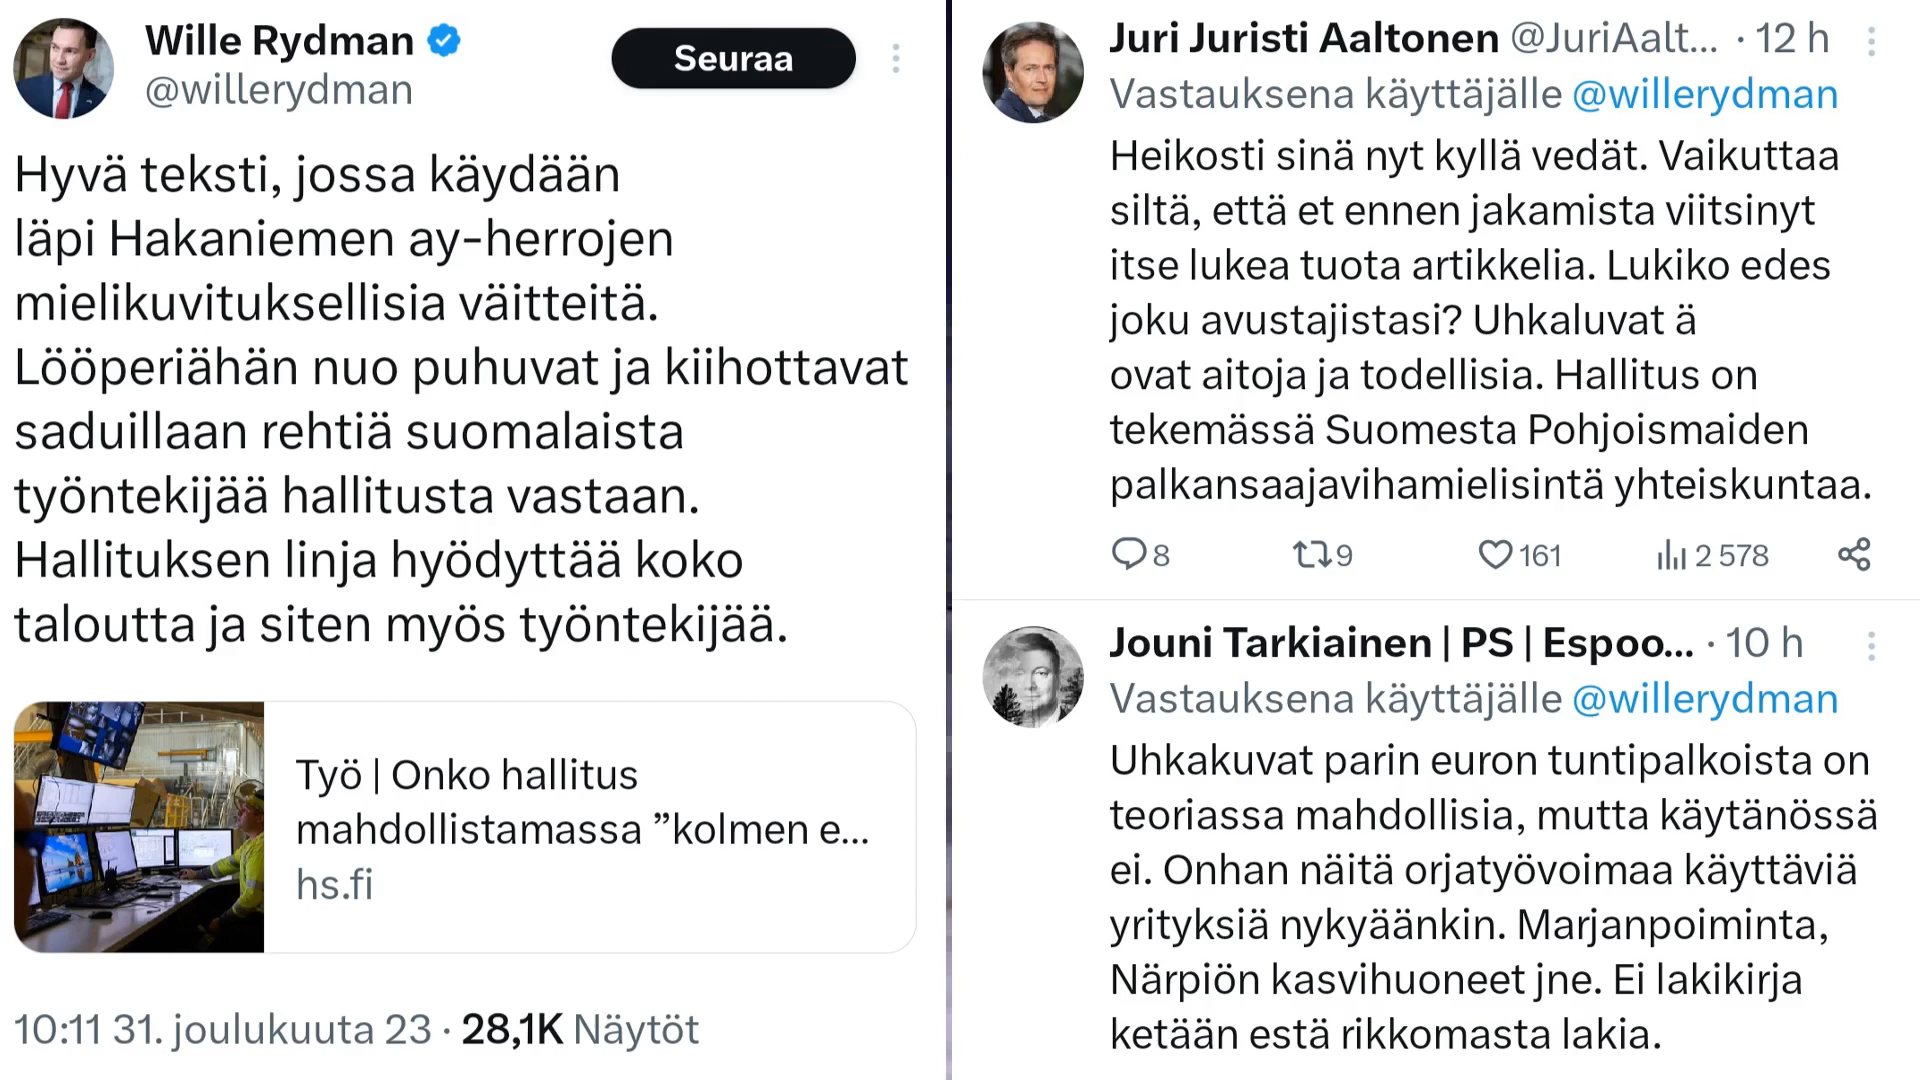 Wille Rydman
@willerydman
Seuraa
Hyvä teksti, jossa käydään
läpi Hakaniemen ay-herrojen
mielikuvituksellisia väitteitä.
Lööperiähän nuo puhuvat ja kiihottavat
saduillaan rehtiä suomalaista
työntekijää hallitusta vastaan.
Hallituksen linja hyödyttää koko
taloutta ja siten myös työntekijää.
Työ | Onko hallitus
mahdollistamassa ”kolmen e...
hs.fi
10:11 31. joulukuuta 23 · 28,1K Näytöt
Juri Juristi Aaltonen @JuriAalt... · 12 h
Vastauksena käyttäjälle @willerydman
Heikosti sinä nyt kyllä vedät. Vaikuttaa
siltä, että et ennen jakamista viitsinyt
itse lukea tuota artikkelia. Lukiko edes
joku avustajistasi? Uhkaluvat ä
ovat aitoja ja todellisia. Hallitus on
tekemässä Suomesta Pohjoismaiden
palkansaajavihamielisintä yhteiskuntaa.
8 9 161 2 578
Jouni Tarkiainen | PS | Espoo... · 10 h
Vastauksena käyttäjälle @willerydman
Uhkakuvat parin euron tuntipalkoista on
teoriassa mahdollisia, mutta käytänössä
ei. Onhan näitä orjatyövoimaa käyttäviä
yrityksiä nykyäänkin. Marjanpoiminta,
Närpiön kasvihuoneet jne. Ei lakikirja
ketään estä rikkomasta lakia.